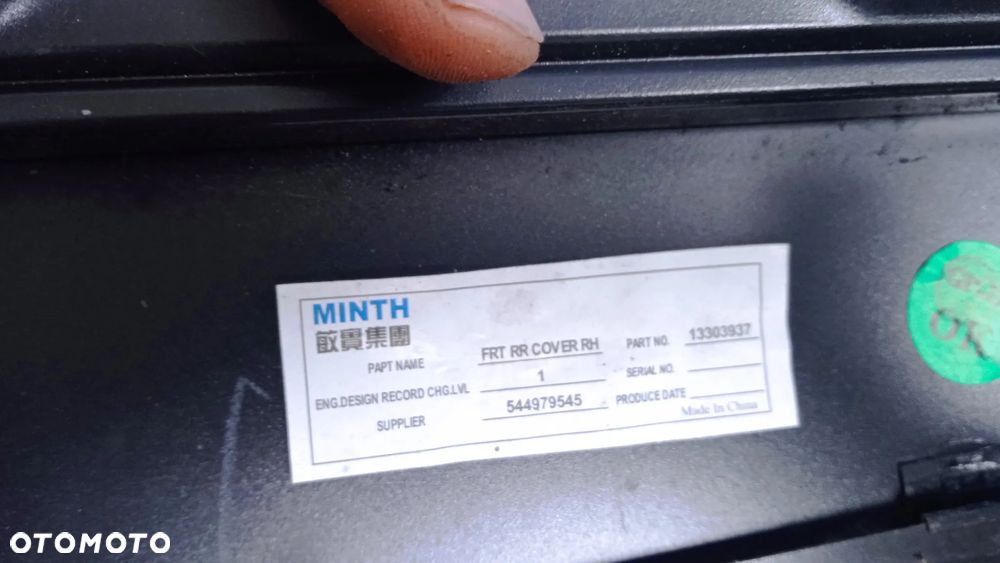 MINTH
敏實集團
PAPT NAME FRT RR COVER RH PART NO. 13303937
ENG.DESIGN RECORD CHG.LVL 1 SERIAL NO.
SUPPLIER 544979545 PRODUCE DATE
Made In China
OK
OTOMOTO